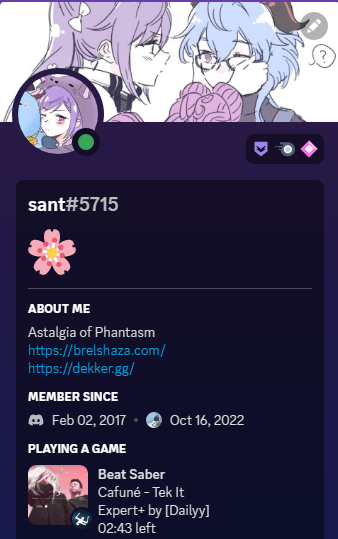 ?
sant#5715
ABOUT ME
Astalgia of Phantasm
https://brelshaza.com/
https://dekker.gg/
MEMBER SINCE
Feb 02, 2017 • Oct 16, 2022
PLAYING A GAME
Beat Saber
Cafuné - Tek It
Expert+ by [Dailyy]
02:43 left